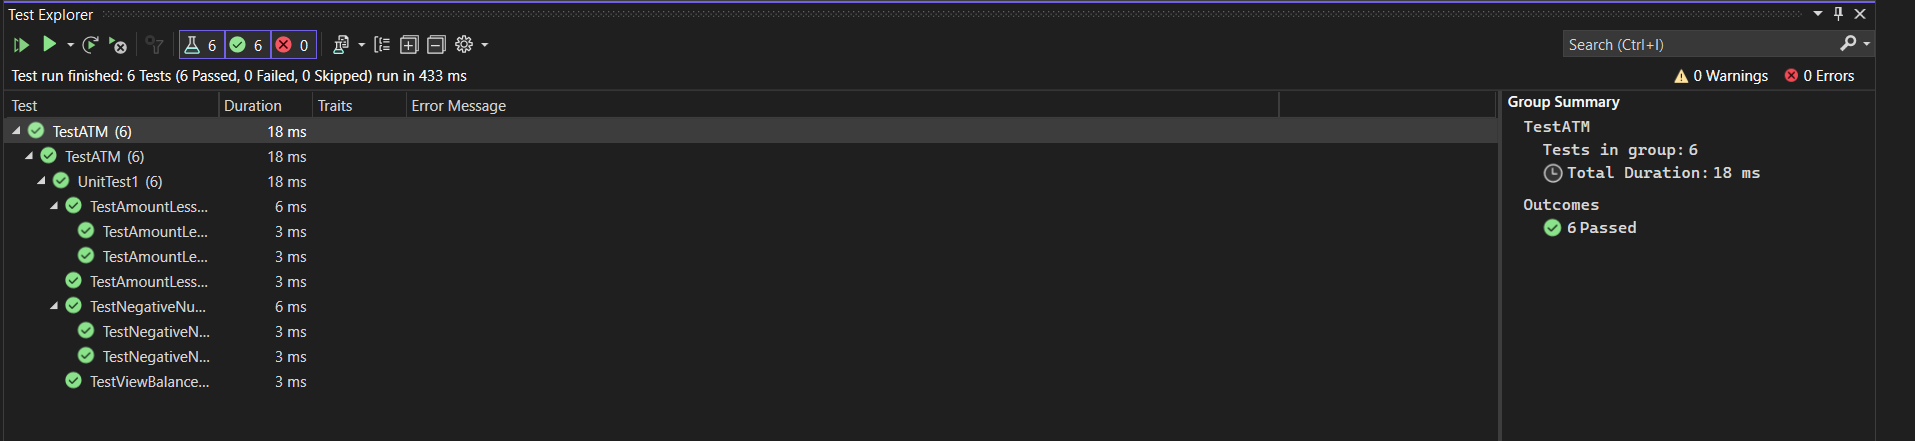 Test Explorer
6 6 0
Search (Ctrl+I)
Test run finished: 6 Tests (6 Passed, 0 Failed, 0 Skipped) run in 433 ms
0 Warnings 0 Errors
Test Duration Traits Error Message
TestATM (6) 18 ms
TestATM (6) 18 ms
UnitTest1 (6) 18 ms
TestAmountLess... 6 ms
TestAmountLe... 3 ms
TestAmountLe... 3 ms
TestAmountLess... 3 ms
TestNegativeNu... 6 ms
TestNegativeN... 3 ms
TestNegativeN... 3 ms
TestViewBalance... 3 ms
Group Summary
TestATM
Tests in group: 6
Total Duration: 18 ms
Outcomes
6 Passed